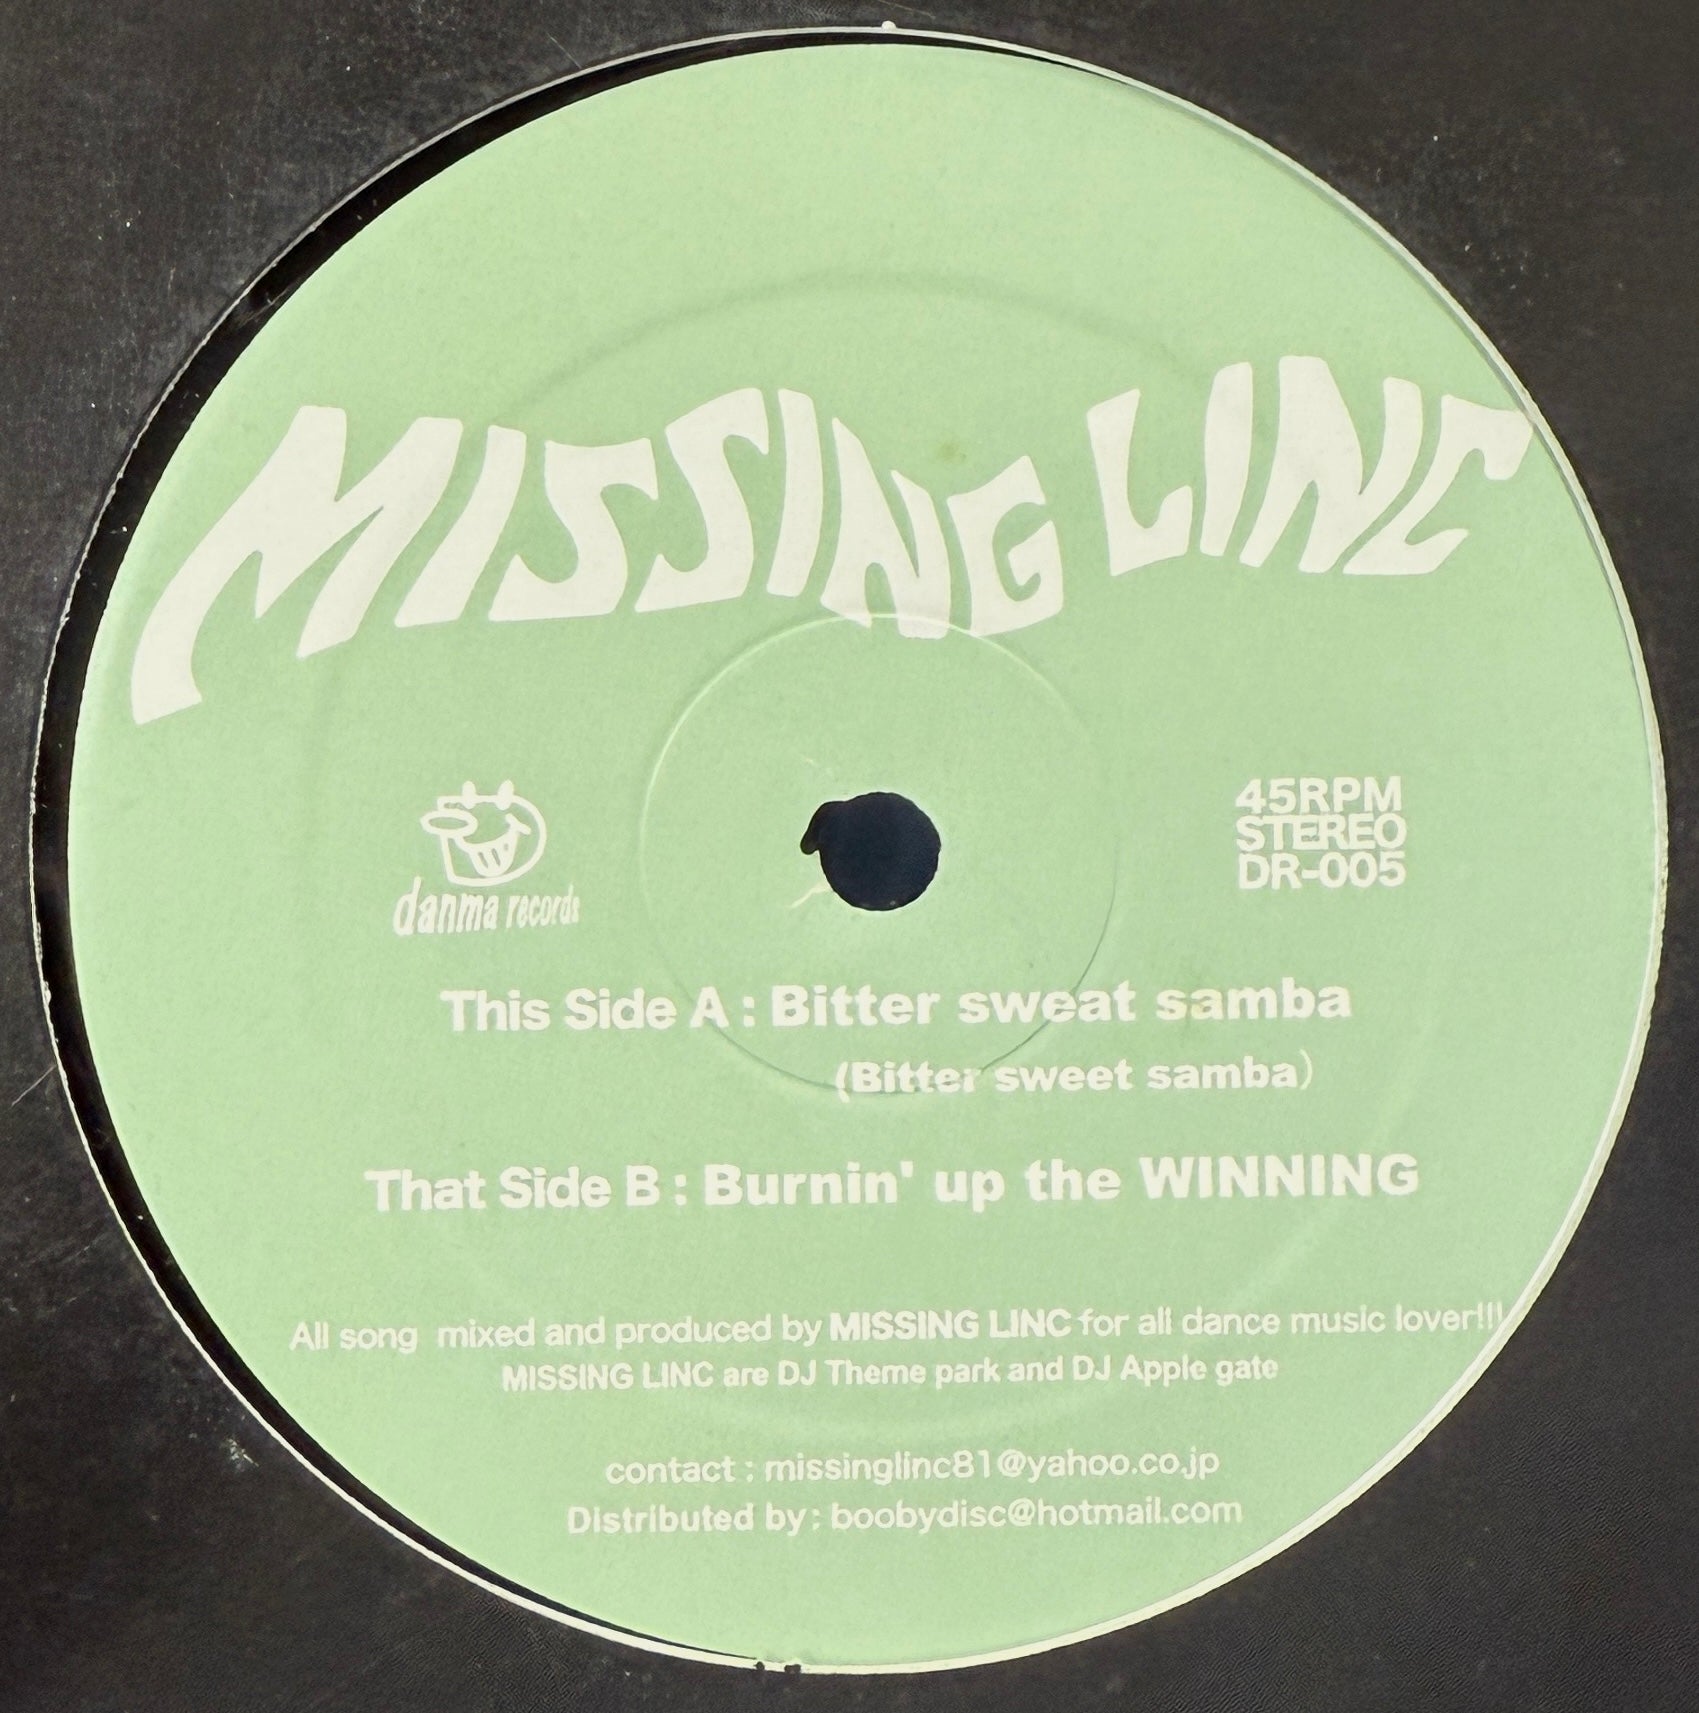 MISSING LINC
danma records
45RPM
STEREO
DR-005
This Side A : Bitter sweat samba
(Bitter sweet samba)
That Side B : Burnin' up the WINNING
All song mixed and produced by MISSING LINC for all dance music lover!!!
MISSING LINC are DJ Theme park and DJ Apple gate
contact ; missinglinc81@yahoo.co.jp
Distributed by ; boobydisc@hotmail.com